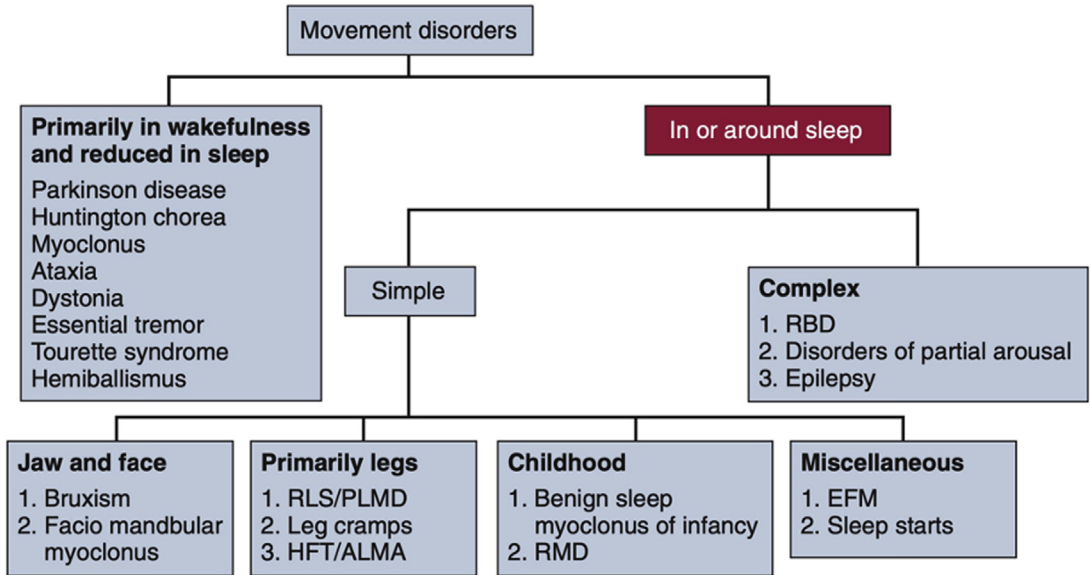 Movement disorders
Primarily in wakefulness
and reduced in sleep
Parkinson disease
Huntington chorea
Myoclonus
Ataxia
Dystonia
Essential tremor
Tourette syndrome
Hemiballismus
In or around sleep
Simple
Complex
1. RBD
2. Disorders of partial arousal
3. Epilepsy
Jaw and face
1. Bruxism
2. Facio mandbular
myoclonus
Primarily legs
1. RLS/PLMD
2. Leg cramps
3. HFT/ALMA
Childhood
1. Benign sleep
myoclonus of infancy
2. RMD
Miscellaneous
1. EFM
2. Sleep starts